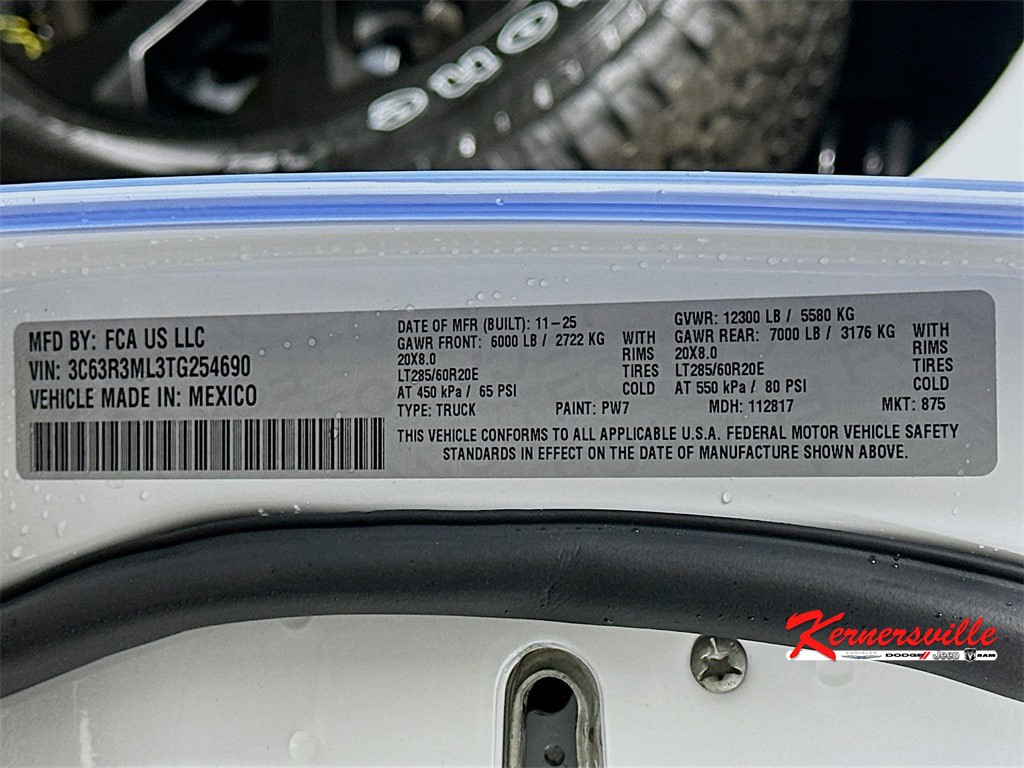 MFD BY: FCA US LLC
VIN: 3C63R3ML3TG254690
VEHICLE MADE IN: MEXICO
DATE OF MFR (BUILT): 11-25
GAWR FRONT: 6000 LB / 2722 KG
20X8.0
LT285/60R20E
AT 450 kPa / 65 PSI
WITH
RIMS
TIRES
COLD
GVWR: 12300 LB / 5580 KG
GAWR REAR: 7000 LB / 3176 KG
20X8.0
LT285/60R20E
AT 550 kPa / 80 PSI
WITH
RIMS
TIRES
COLD
TYPE: TRUCK PAINT: PW7 MDH: 112817 MKT: 875
THIS VEHICLE CONFORMS TO ALL APPLICABLE U.S.A. FEDERAL MOTOR VEHICLE SAFETY
STANDARDS IN EFFECT ON THE DATE OF MANUFACTURE SHOWN ABOVE.
Kernersville
CHRYSLER DODGE Jeep RAM